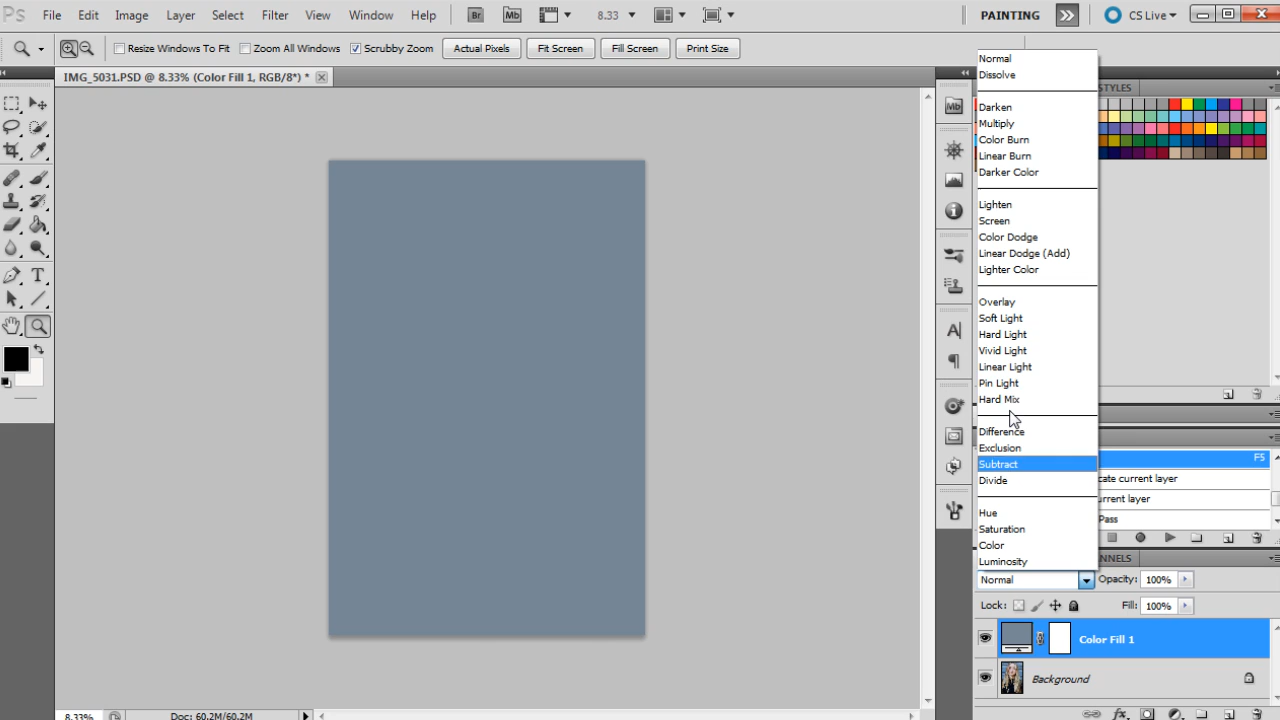 Ps File Edit Image Layer Select Filter View Window Help Br Mb 8.33 PAINTING CS Live
Resize Windows To Fit Zoom All Windows Scrubby Zoom Actual Pixels Fit Screen Fill Screen Print Size
IMG_5031.PSD @ 8.33% (Color Fill 1, RGB/8*) *
STYLES
Mb
Normal
Dissolve
Darken
Multiply
Color Burn
Linear Burn
Darker Color
Lighten
Screen
Color Dodge
Linear Dodge (Add)
Lighter Color
Overlay
Soft Light
Hard Light
Vivid Light
Linear Light
Pin Light
Hard Mix
Difference
Exclusion
Subtract
Divide
Hue
Saturation
Color
Luminosity
F5
cate current layer
urrent layer
Pass
NNELS
Normal Opacity: 100%
Lock: Fill: 100%
Color Fill 1
Background
8.33% Doc: 60.2M/60.2M